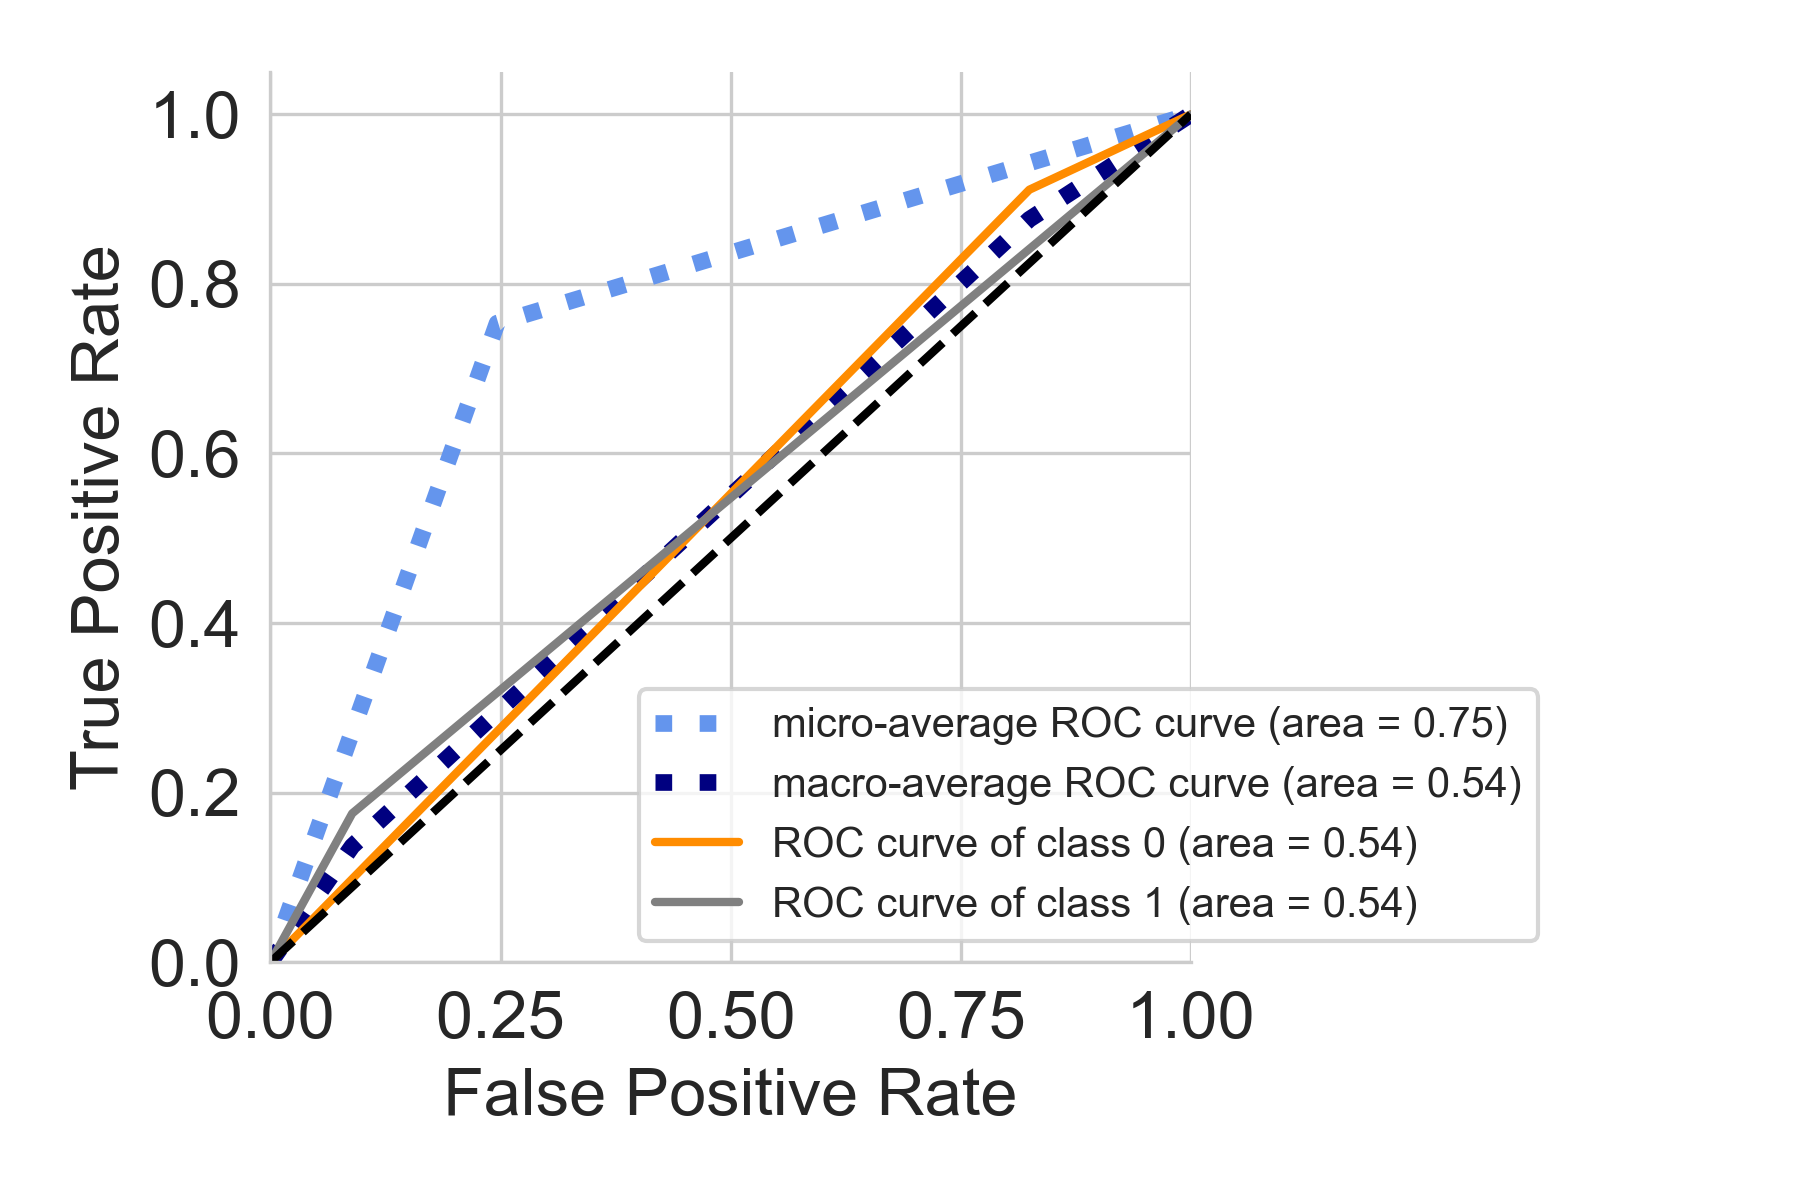 True Positive Rate
1.0
0.8
0.6
0.4
0.2
0.0
micro-average ROC curve (area = 0.75)
macro-average ROC curve (area = 0.54)
ROC curve of class 0 (area = 0.54)
ROC curve of class 1 (area = 0.54)
0.00 0.25 0.50 0.75 1.00
False Positive Rate